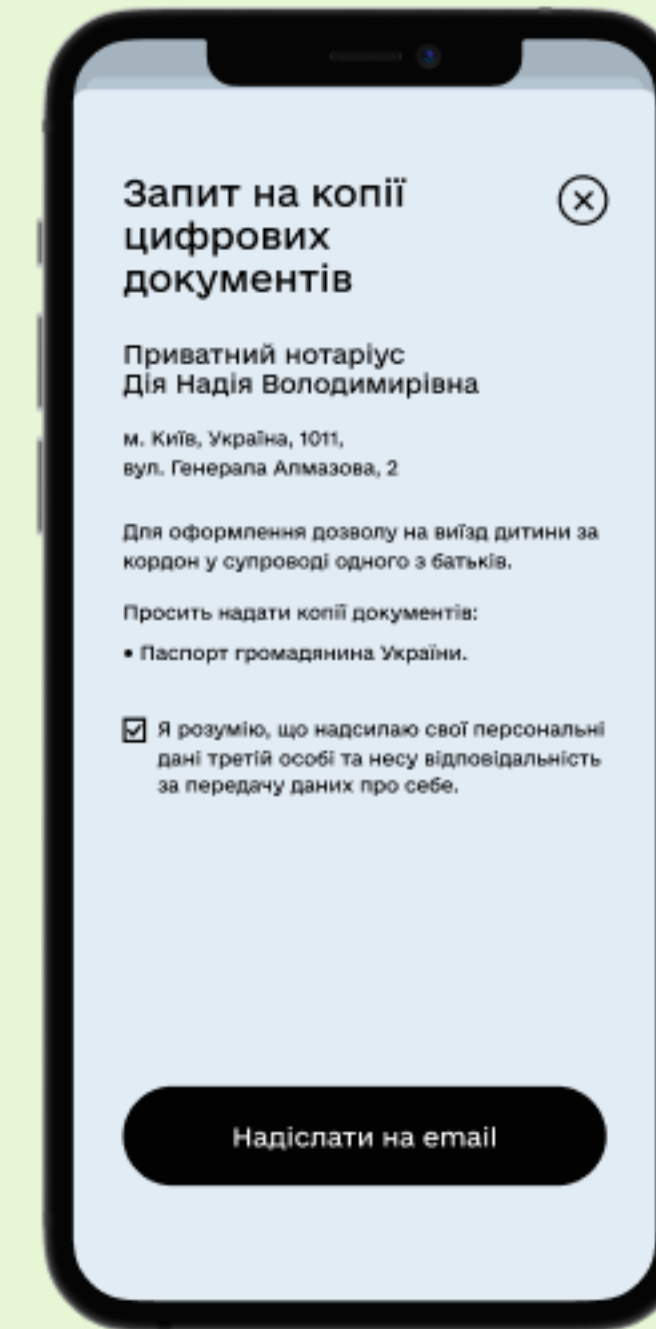 Запит на копії
цифрових
документів
Приватний нотаріус
Дія Надія Володимирівна
м. Київ, Україна, 1011,
вул. Генерала Алмазова, 2
Для оформлення дозволу на виїзд дитини за
кордон у супроводі одного з батьків.
Просить надати копії документів:
• Паспорт громадянина України.
Я розумію, що надсилаю свої персональні
дані третій особі та несу відповідальність
за передачу даних про себе.
Надіслати на email